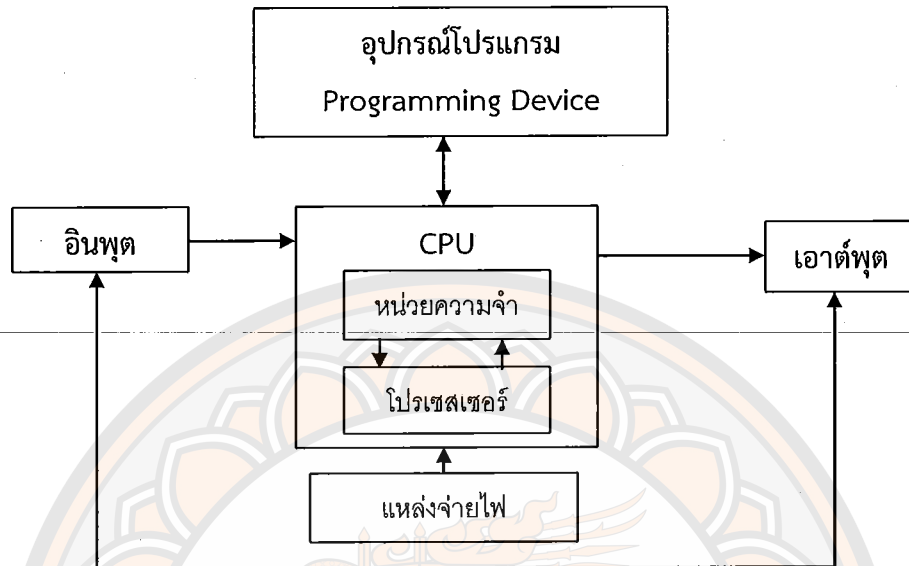 อุปกรณ์โปรแกรม
Programming Device
อินพุต
CPU
เอาต์พุต
หน่วยความจำ
โปรเซสเซอร์
แหล่งจ่ายไฟ